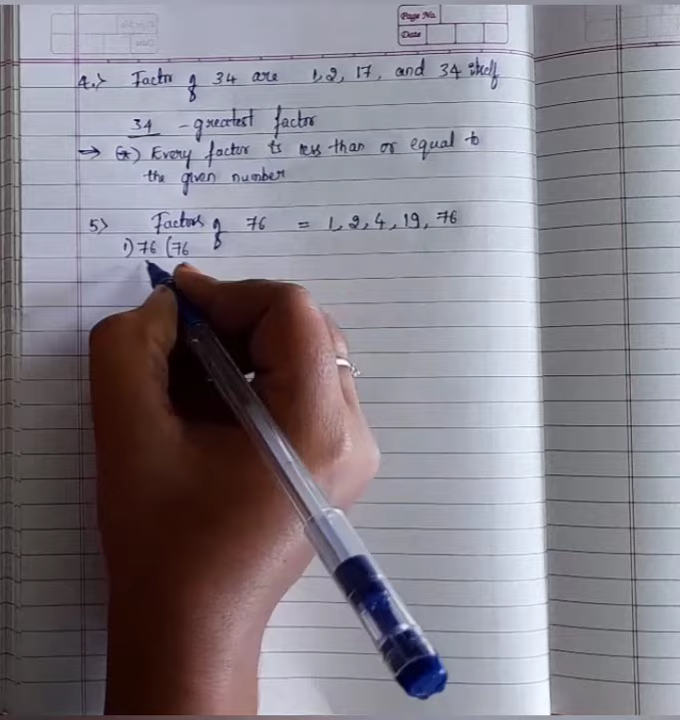 Page No.
Date
4.> Factor of 34 are 1, 2, 17, and 34 itself
34 - greatest factor
→ (*) Every factor is less than or equal to
the given number
5> Factors of 76 = 1, 2, 4, 19, 76
1) 76 (76